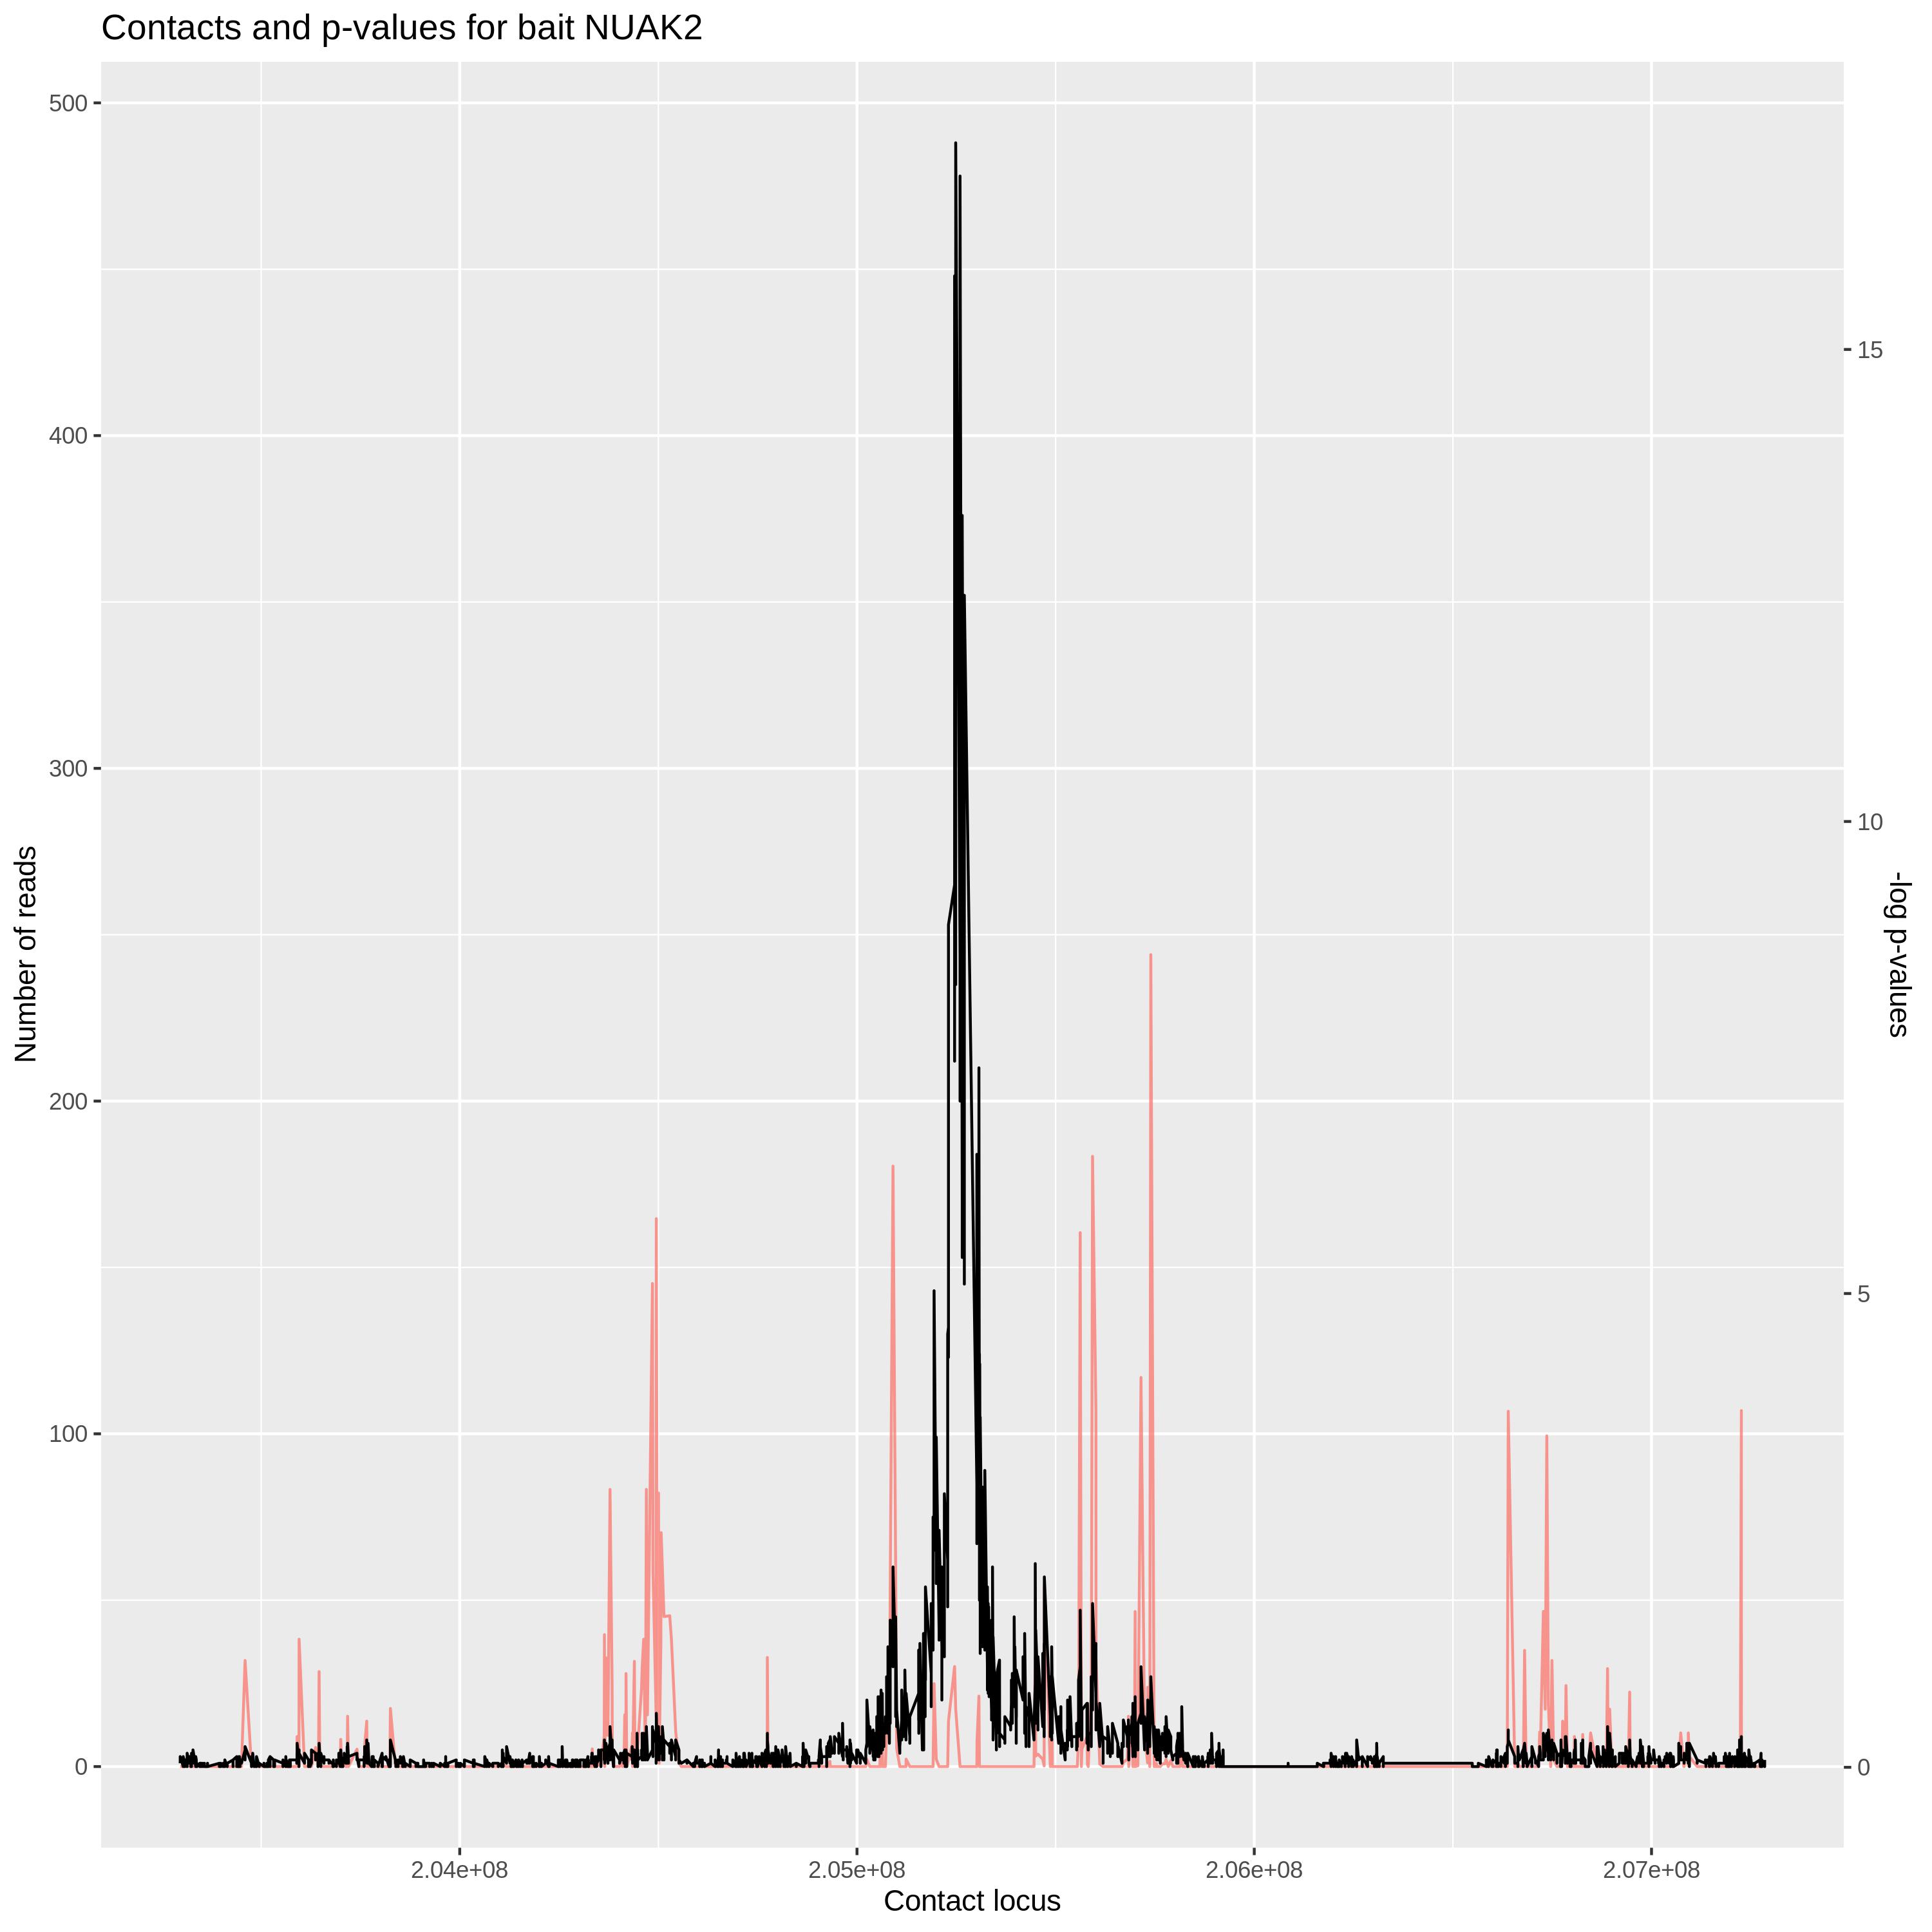 Contacts and p-values for bait NUAK2
500
400
300
200
100
0
Number of reads
15
10
5
0
-log p-values
2.04e+08
2.05e+08
2.06e+08
2.07e+08
Contact locus